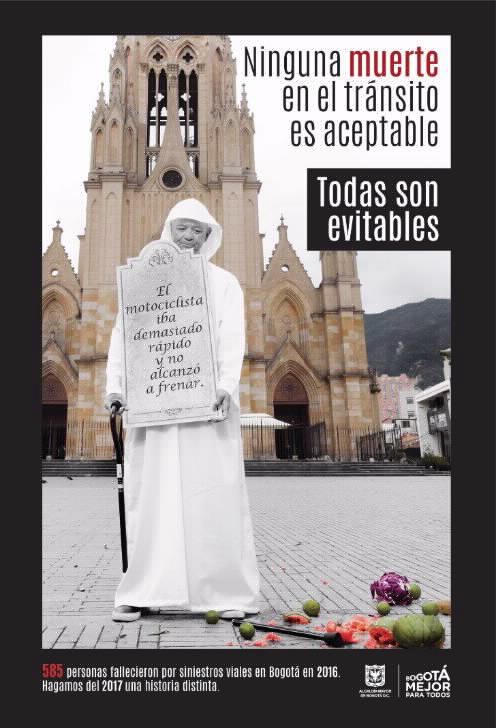 Ninguna muerte
en el tránsito
es aceptable
Todas son
evitables
El
motociclista
iba
demasiado
rápido
y no
alcanzó
a frenar.
585 personas fallecieron por siniestros viales en Bogotá en 2016.
Hagamos del 2017 una historia distinta.
ALCALDÍA MAYOR
DE BOGOTÁ D.C.
BOGOTÁ
MEJOR
PARA TODOS